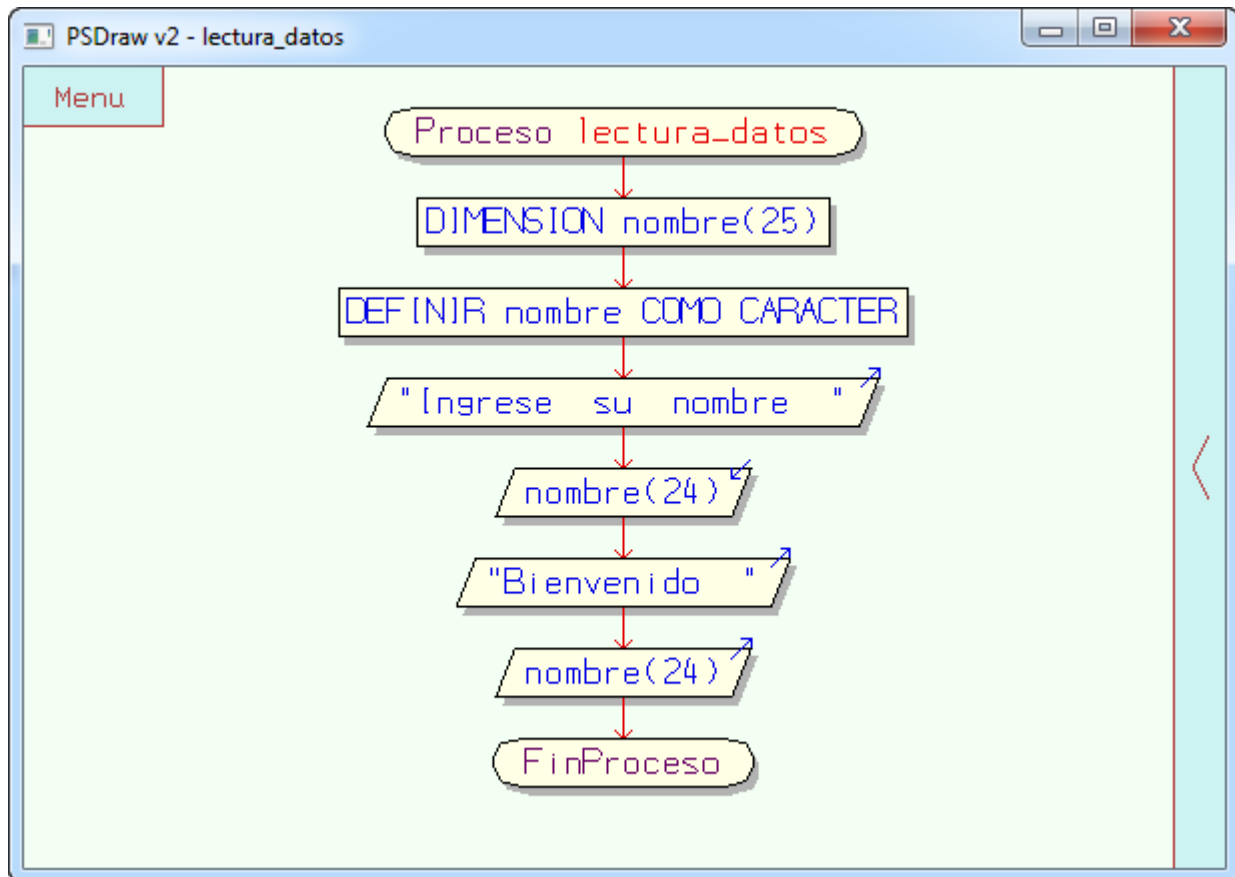 PSDraw v2 - lectura_datos
Menu
Proceso lectura_datos
DIMENSION nombre(25)
DEFINIR nombre COMO CARACTER
"Ingrese su nombre "
nombre(24)
"Bienvenido "
nombre(24)
FinProceso